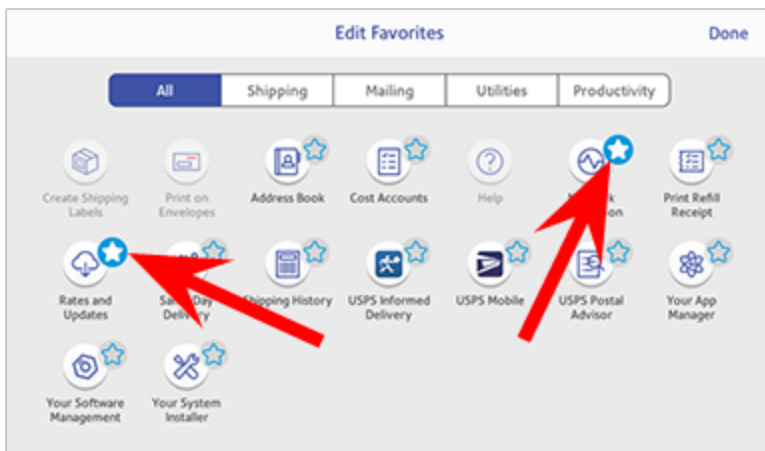 Edit Favorites
Done
All
Shipping
Mailing
Utilities
Productivity
Create Shipping
Labels
Print on
Envelopes
Address Book
Cost Accounts
Help
Print Refill
Receipt
Rates and
Updates
Delivery
Shipping History
USPS Informed
Delivery
USPS Mobile
USPS Postal
Advisor
Your App
Manager
Your Software
Management
Your System
Installer